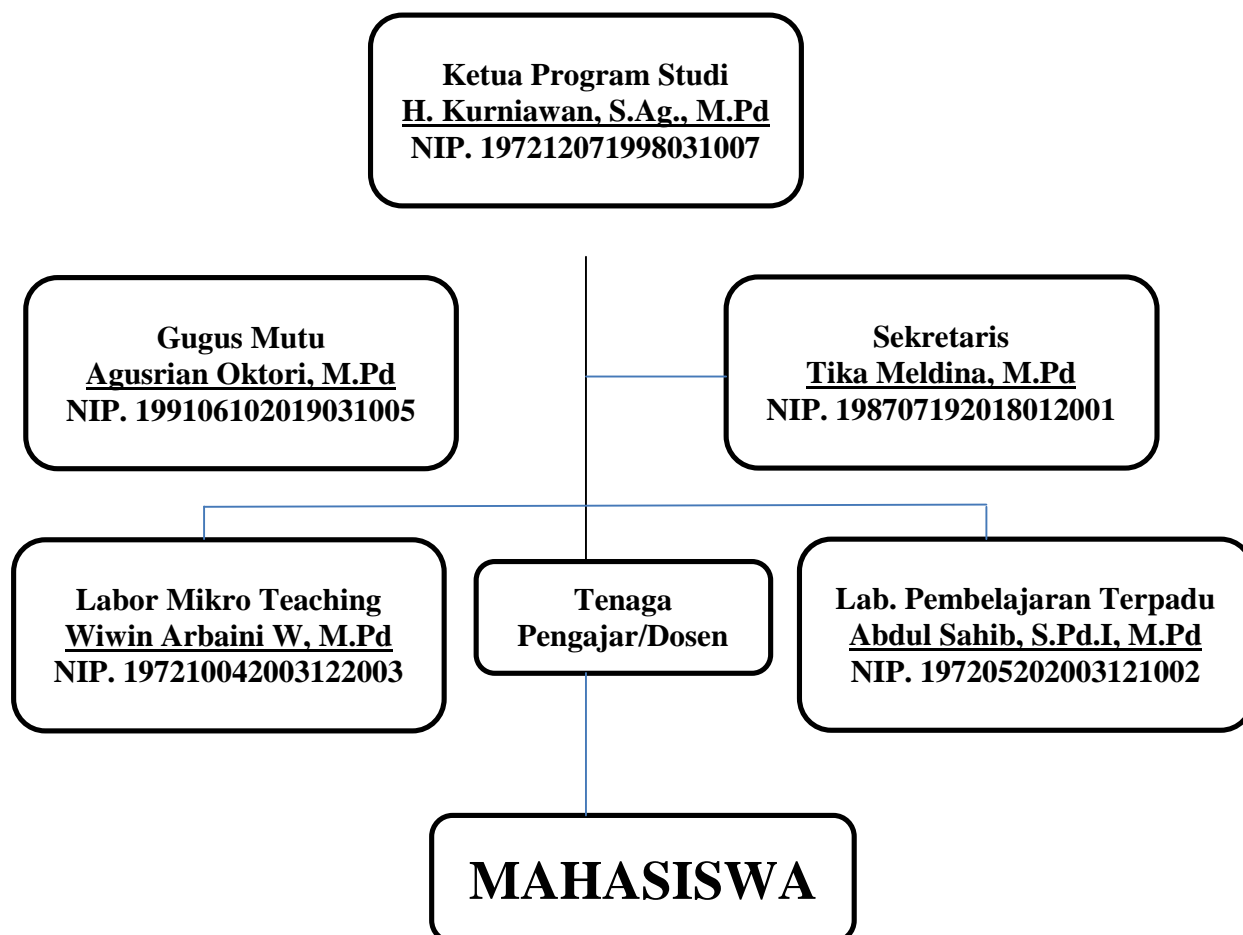 Ketua Program Studi
H. Kurniawan, S.Ag., M.Pd
NIP. 197212071998031007
Gugus Mutu
Agusrian Oktori, M.Pd
NIP. 199106102019031005
Sekretaris
Tika Meldina, M.Pd
NIP. 198707192018012001
Labor Mikro Teaching
Wiwin Arbaini W, M.Pd
NIP. 197210042003122003
Tenaga
Pengajar/Dosen
Lab. Pembelajaran Terpadu
Abdul Sahib, S.Pd.I, M.Pd
NIP. 197205202003121002
MAHASISWA